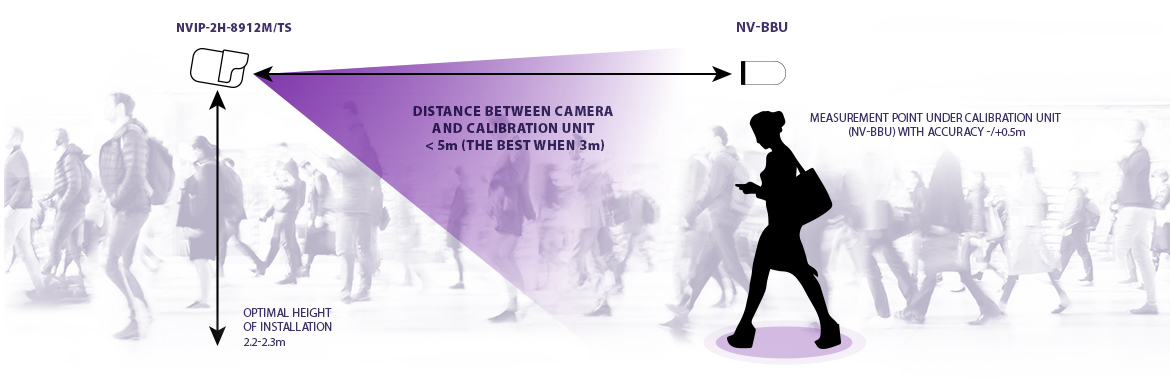 NVIP-2H-8912M/TS
NV-BBU
DISTANCE BETWEEN CAMERA
AND CALIBRATION UNIT
< 5m (THE BEST WHEN 3m)
MEASUREMENT POINT UNDER CALIBRATION UNIT
(NV-BBU) WITH ACCURACY -/+0.5m
OPTIMAL HEIGHT
OF INSTALLATION
2.2-2.3m